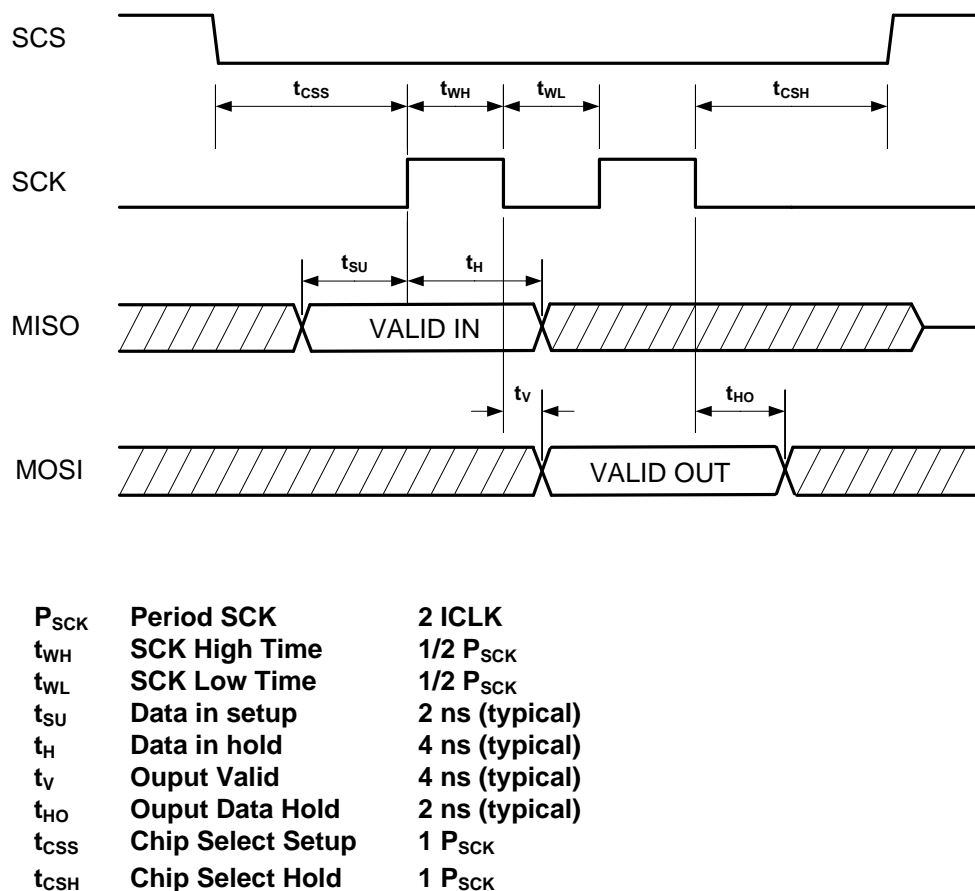 SCS
tCSS tWH tWL tCSH
SCK
tSU tH
MISO VALID IN
tV tHO
MOSI VALID OUT
PSCK Period SCK 2 ICLK
tWH SCK High Time 1/2 PSCK
tWL SCK Low Time 1/2 PSCK
tSU Data in setup 2 ns (typical)
tH Data in hold 4 ns (typical)
tV Ouput Valid 4 ns (typical)
tHO Ouput Data Hold 2 ns (typical)
tCSS Chip Select Setup 1 PSCK
tCSH Chip Select Hold 1 PSCK